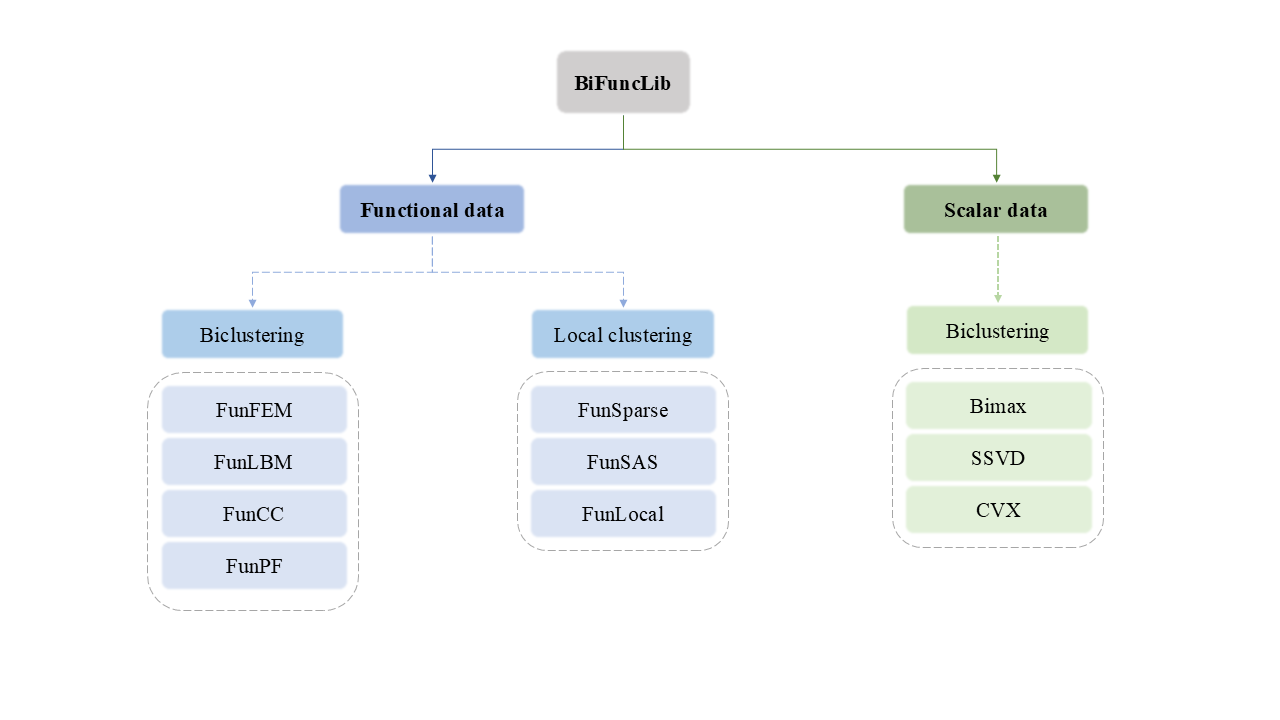 BiFuncLib
Functional data
Scalar data
Biclustering
Local clustering
Biclustering
FunFEM
FunLBM
FunCC
FunPF
FunSparse
FunSAS
FunLocal
Bimax
SSVD
CVX